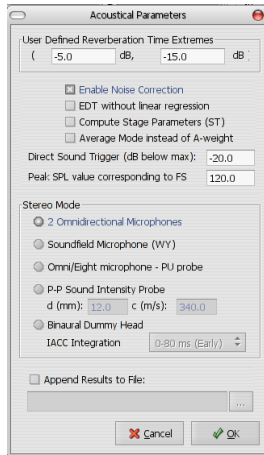 Acoustical Parameters
User Defined Reverberation Time Extremes
( -5.0 dB, -15.0 dB )
Enable Noise Correction
EDT without linear regression
Compute Stage Parameters (ST)
Average Mode instead of A-weight
Direct Sound Trigger (dB below max): -20.0
Peak SPL value corresponding to FS 120.0
Stereo Mode
2 Omnidirectional Microphones
Soundfield Microphone (WY)
Omni/Eight microphone - PU probe
P-P Sound Intensity Probe
d (mm): 12.0 c (m/s): 340.0
Binaural Dummy Head
IACC Integration 0-80 ms (Early)
Append Results to File:
...
Cancel OK